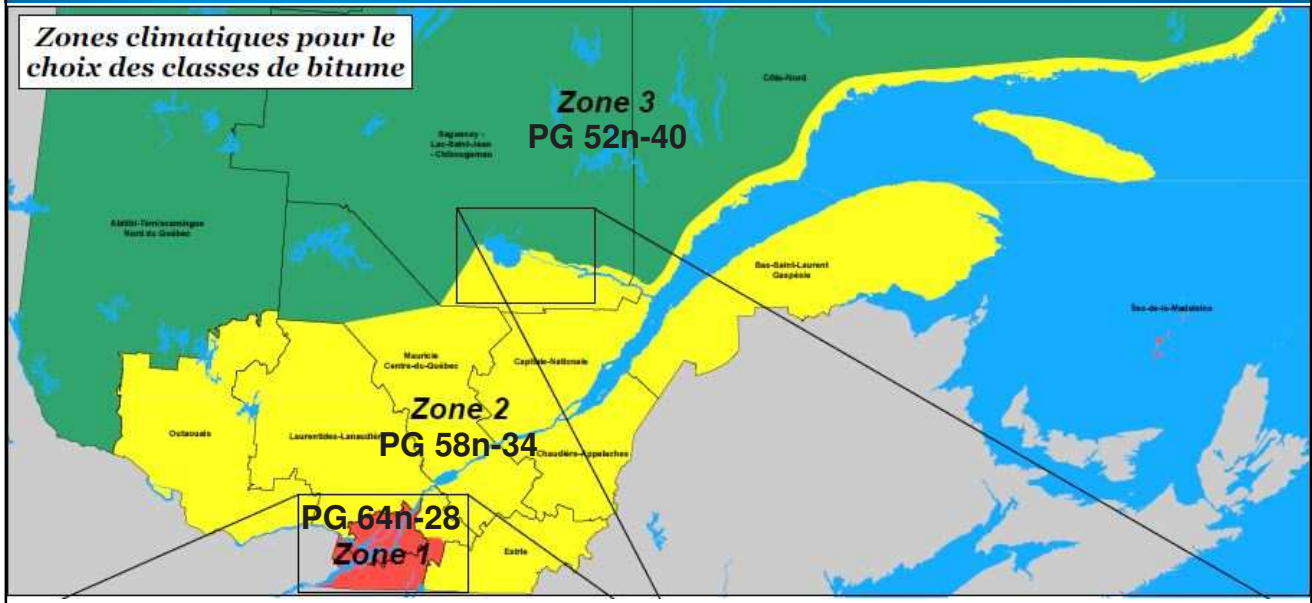 Zones climatiques pour le
choix des classes de bitume
Côte-Nord
Zone 3
PG 52n-40
Saguenay -
Lac-Saint-Jean
- Chibougamau
Abitibi-Témiscamingue
Nord du Québec
Bas-Saint-Laurent
Gaspésie
Îles-de-la-Madeleine
Mauricie
Centre-du-Québec
Capitale-Nationale
Zone 2
PG 58n-34
Outaouais
Laurentides-Lanaudière
Chaudière-Appalaches
PG 64n-28
Zone 1
Estrie